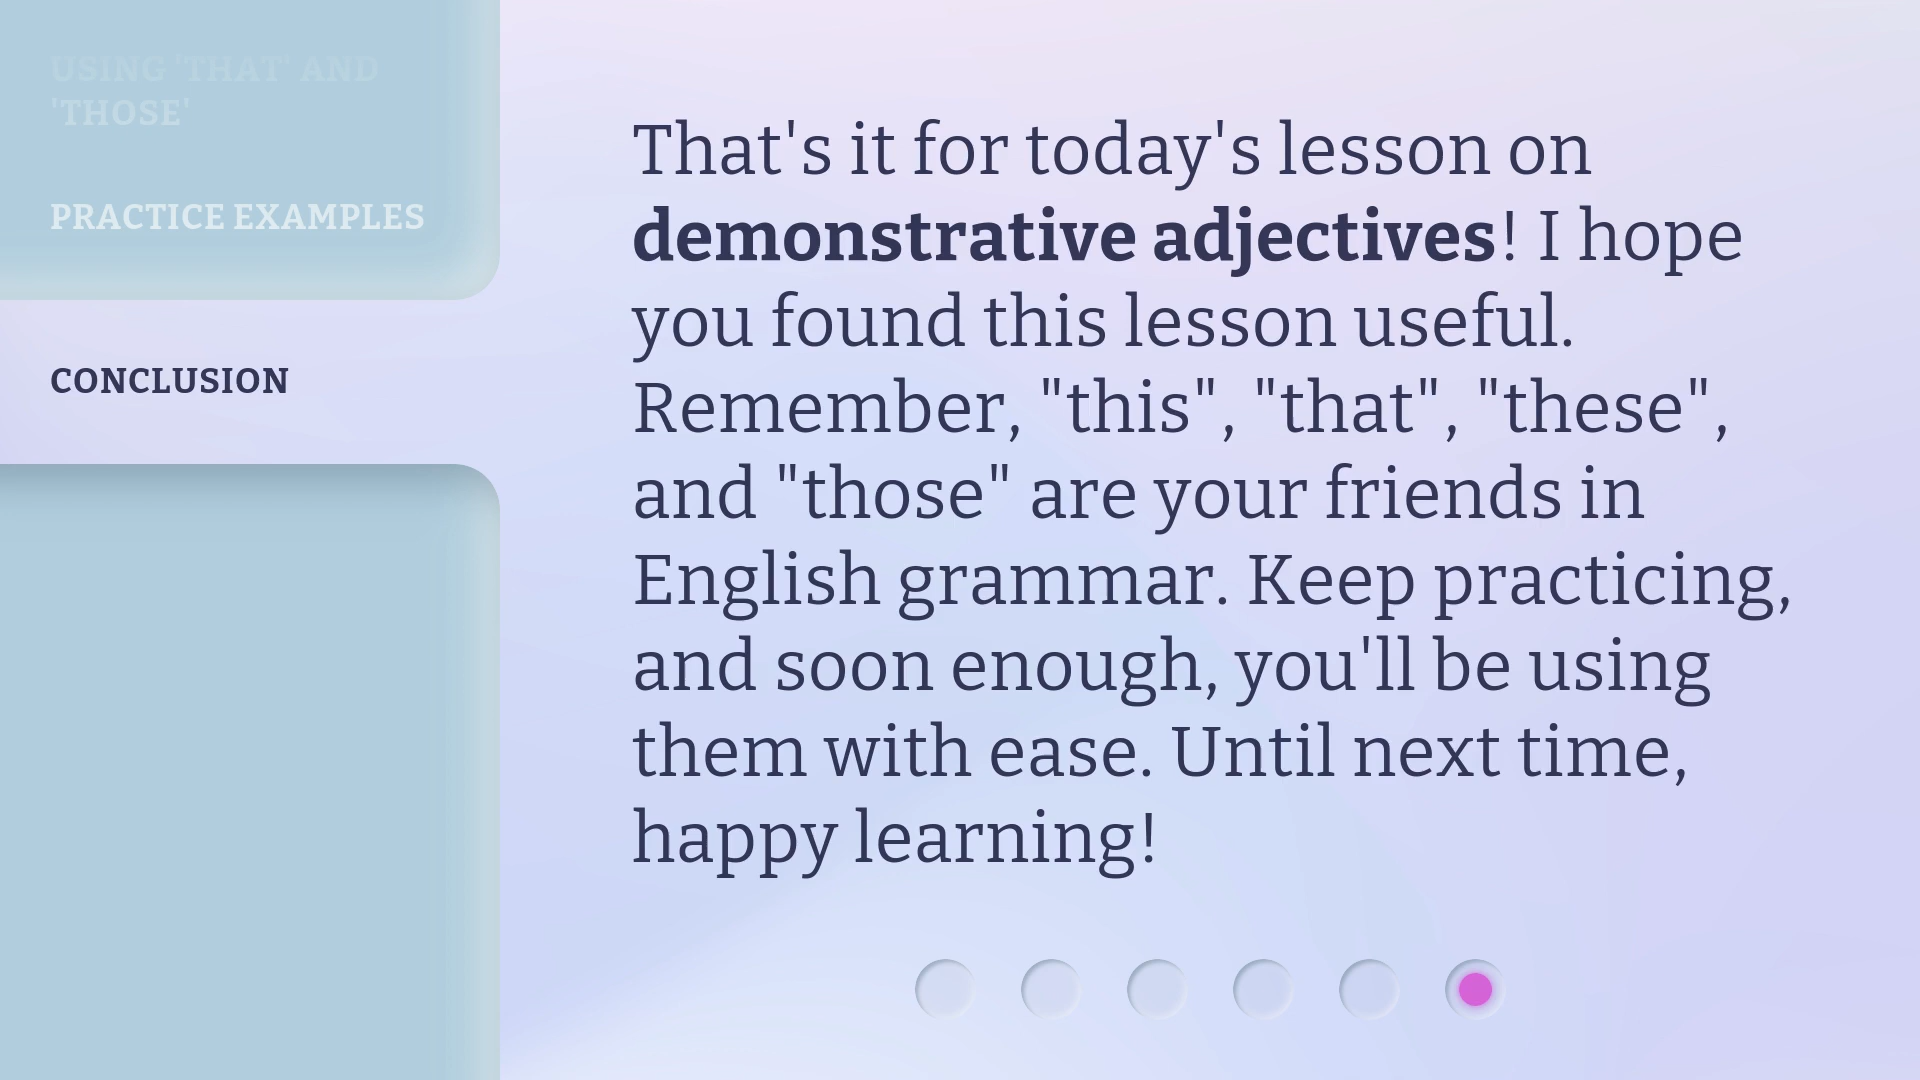 USING 'THAT' AND
'THOSE'
PRACTICE EXAMPLES
CONCLUSION
That's it for today's lesson on
demonstrative adjectives! I hope
you found this lesson useful.
Remember, "this", "that", "these",
and "those" are your friends in
English grammar. Keep practicing,
and soon enough, you'll be using
them with ease. Until next time,
happy learning!